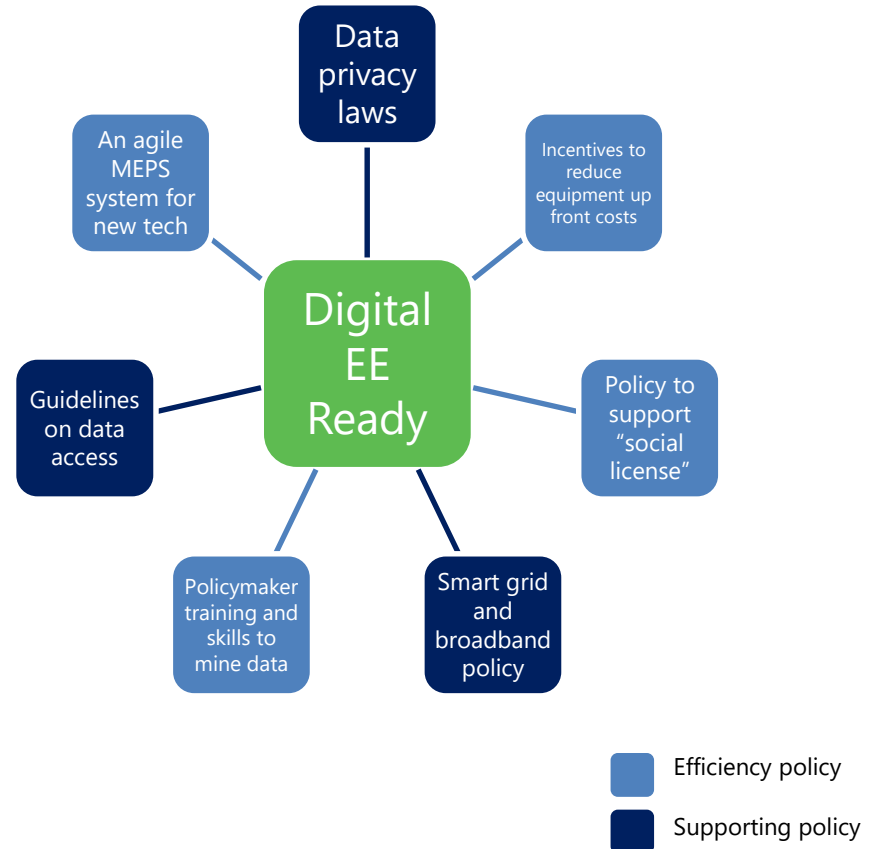 Data
privacy
laws
An agile
MEPS
system for
new tech
Incentives to
reduce
equipment up
front costs
Digital
EE
Ready
Guidelines
on data
access
Policy to
support
“social
license”
Policymaker
training and
skills to
mine data
Smart grid
and
broadband
policy
Efficiency policy
Supporting policy